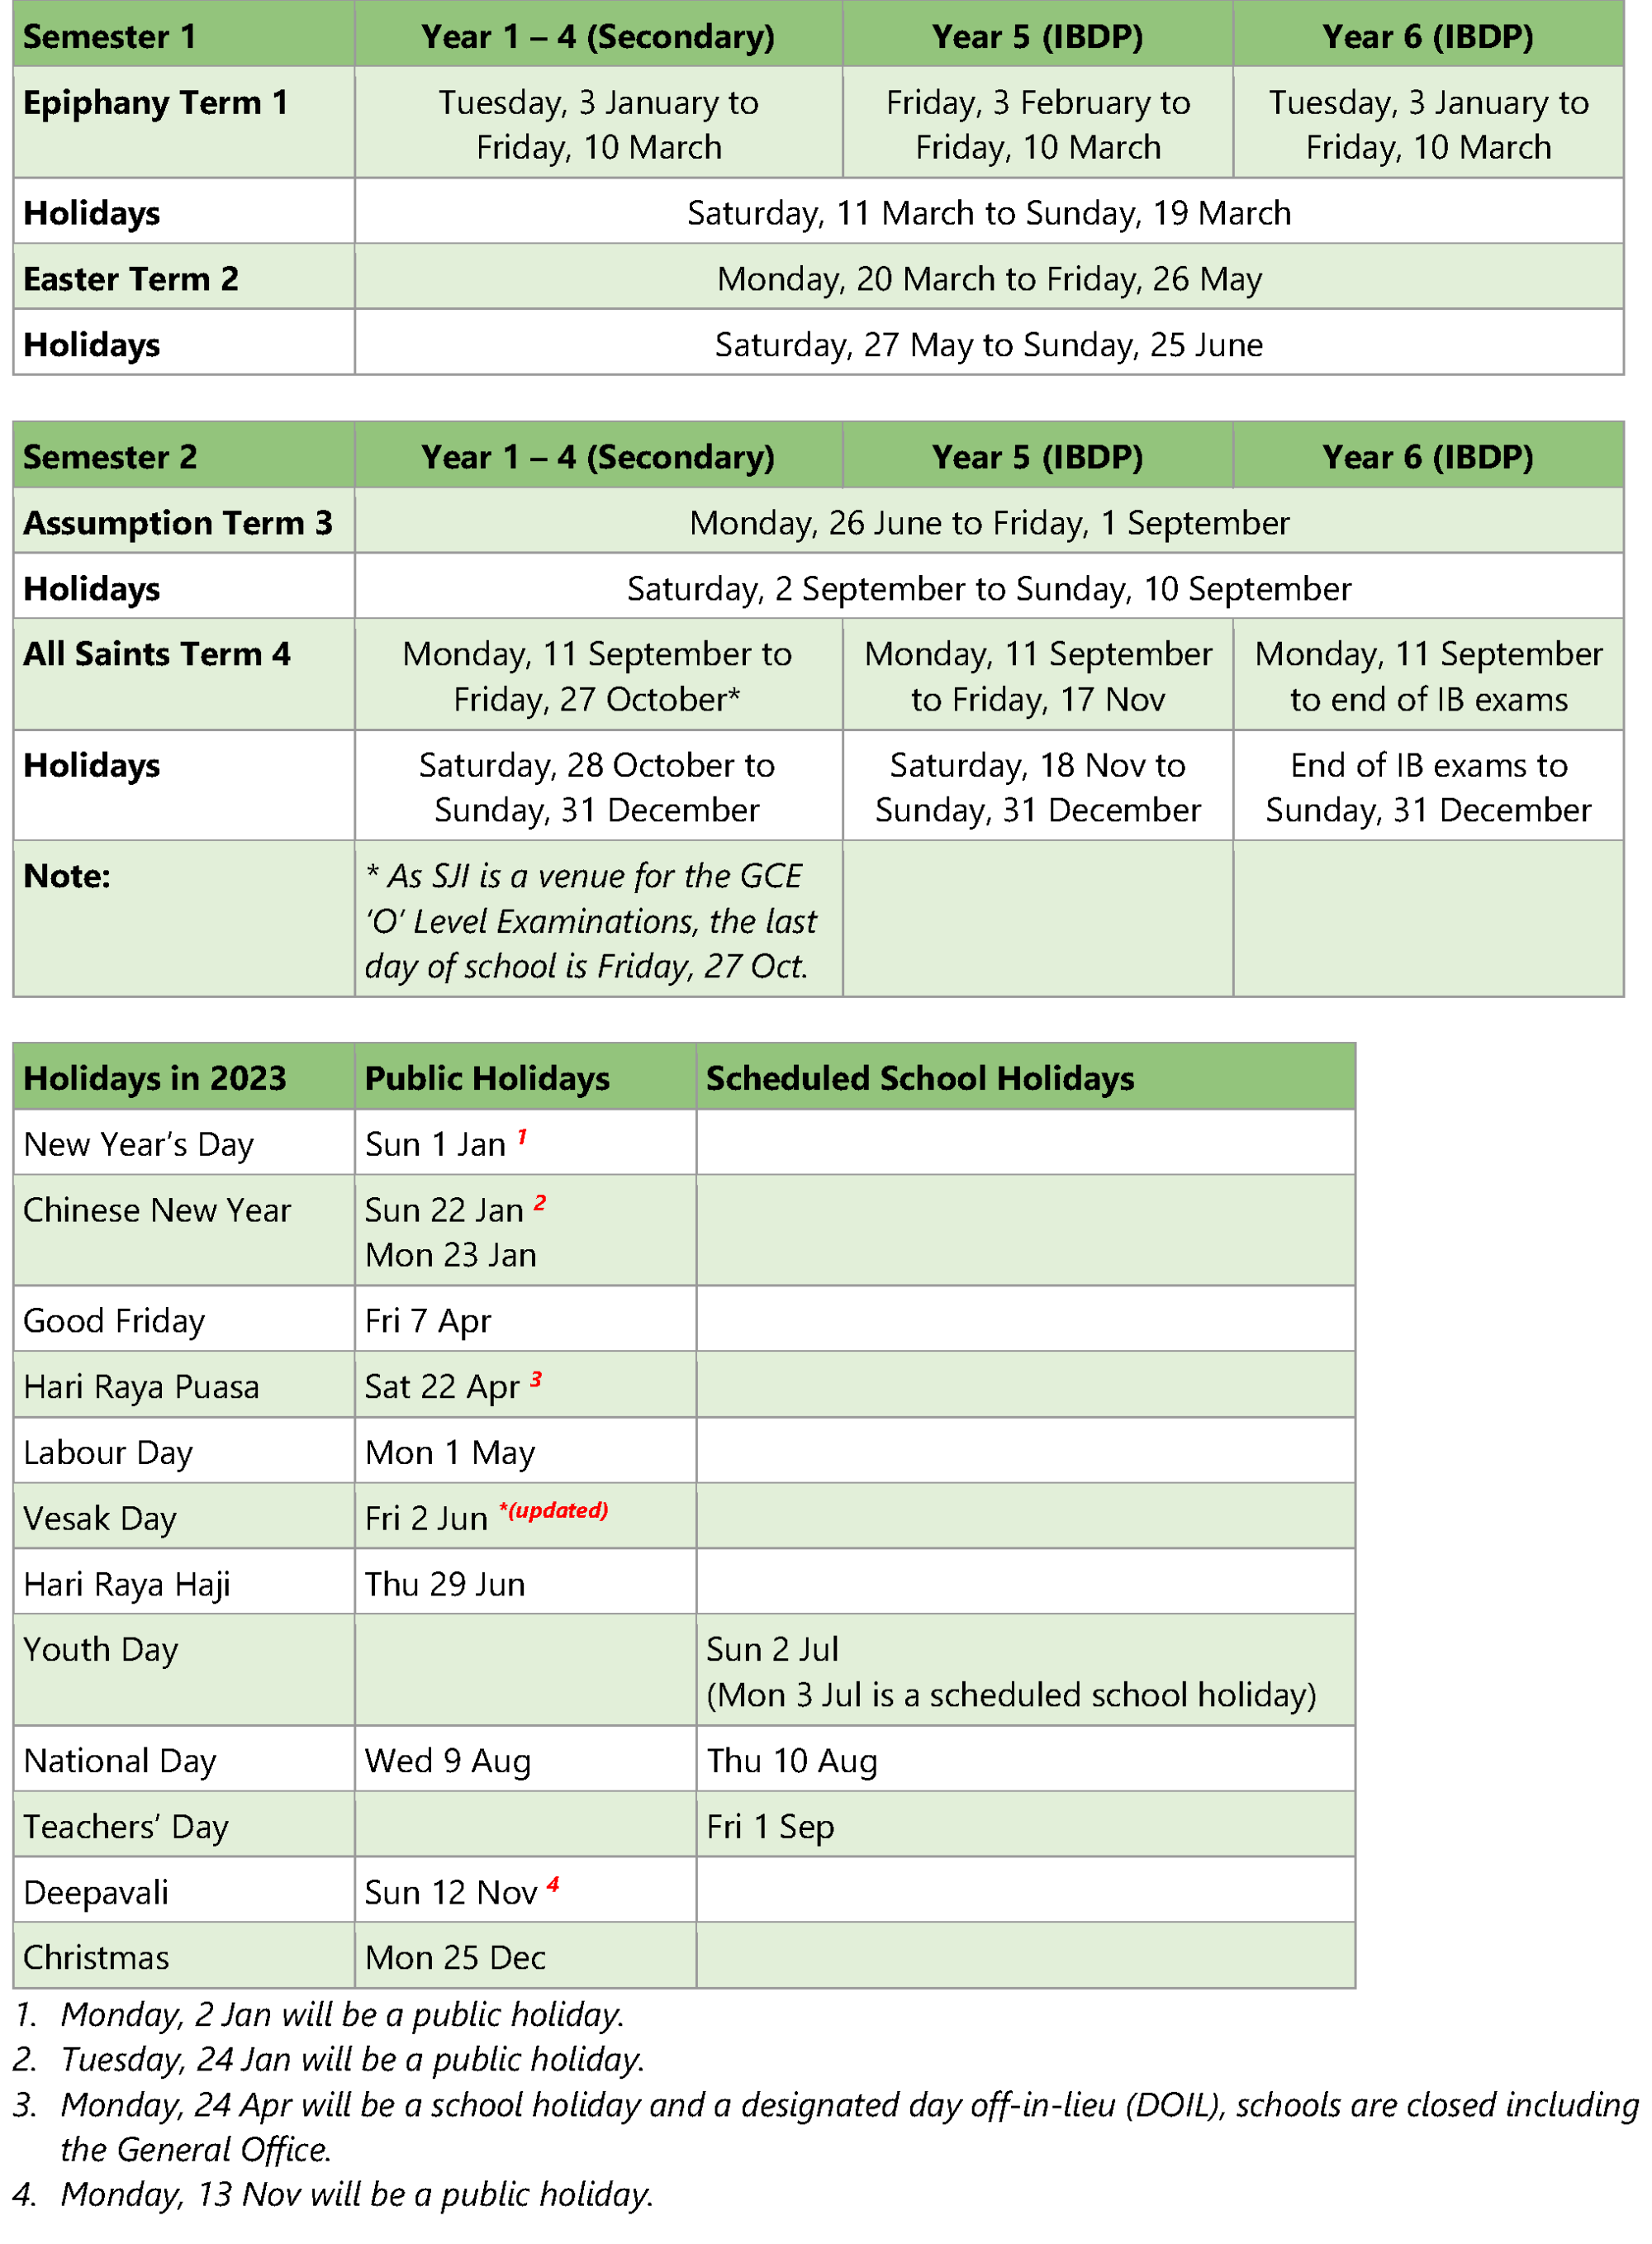 Semester 1 Year 1 – 4 (Secondary) Year 5 (IBDP) Year 6 (IBDP)
Epiphany Term 1 Tuesday, 3 January to Friday, 3 February to Tuesday, 3 January to
Friday, 10 March Friday, 10 March Friday, 10 March
Holidays Saturday, 11 March to Sunday, 19 March
Easter Term 2 Monday, 20 March to Friday, 26 May
Holidays Saturday, 27 May to Sunday, 25 June
Semester 2 Year 1 – 4 (Secondary) Year 5 (IBDP) Year 6 (IBDP)
Assumption Term 3 Monday, 26 June to Friday, 1 September
Holidays Saturday, 2 September to Sunday, 10 September
All Saints Term 4 Monday, 11 September to Monday, 11 September Monday, 11 September
Friday, 27 October* to Friday, 17 Nov to end of IB exams
Holidays Saturday, 28 October to Saturday, 18 Nov to End of IB exams to
Sunday, 31 December Sunday, 31 December Sunday, 31 December
Note: * As SJI is a venue for the GCE
‘O’ Level Examinations, the last
day of school is Friday, 27 Oct.
Holidays in 2023 Public Holidays Scheduled School Holidays
New Year’s Day Sun 1 Jan 1
Chinese New Year Sun 22 Jan 2
Mon 23 Jan
Good Friday Fri 7 Apr
Hari Raya Puasa Sat 22 Apr 3
Labour Day Mon 1 May
Vesak Day Fri 2 Jun *(updated)
Hari Raya Haji Thu 29 Jun
Youth Day Sun 2 Jul
(Mon 3 Jul is a scheduled school holiday)
National Day Wed 9 Aug Thu 10 Aug
Teachers’ Day Fri 1 Sep
Deepavali Sun 12 Nov 4
Christmas Mon 25 Dec
1. Monday, 2 Jan will be a public holiday.
2. Tuesday, 24 Jan will be a public holiday.
3. Monday, 24 Apr will be a school holiday and a designated day off-in-lieu (DOIL), schools are closed including
the General Office.
4. Monday, 13 Nov will be a public holiday.